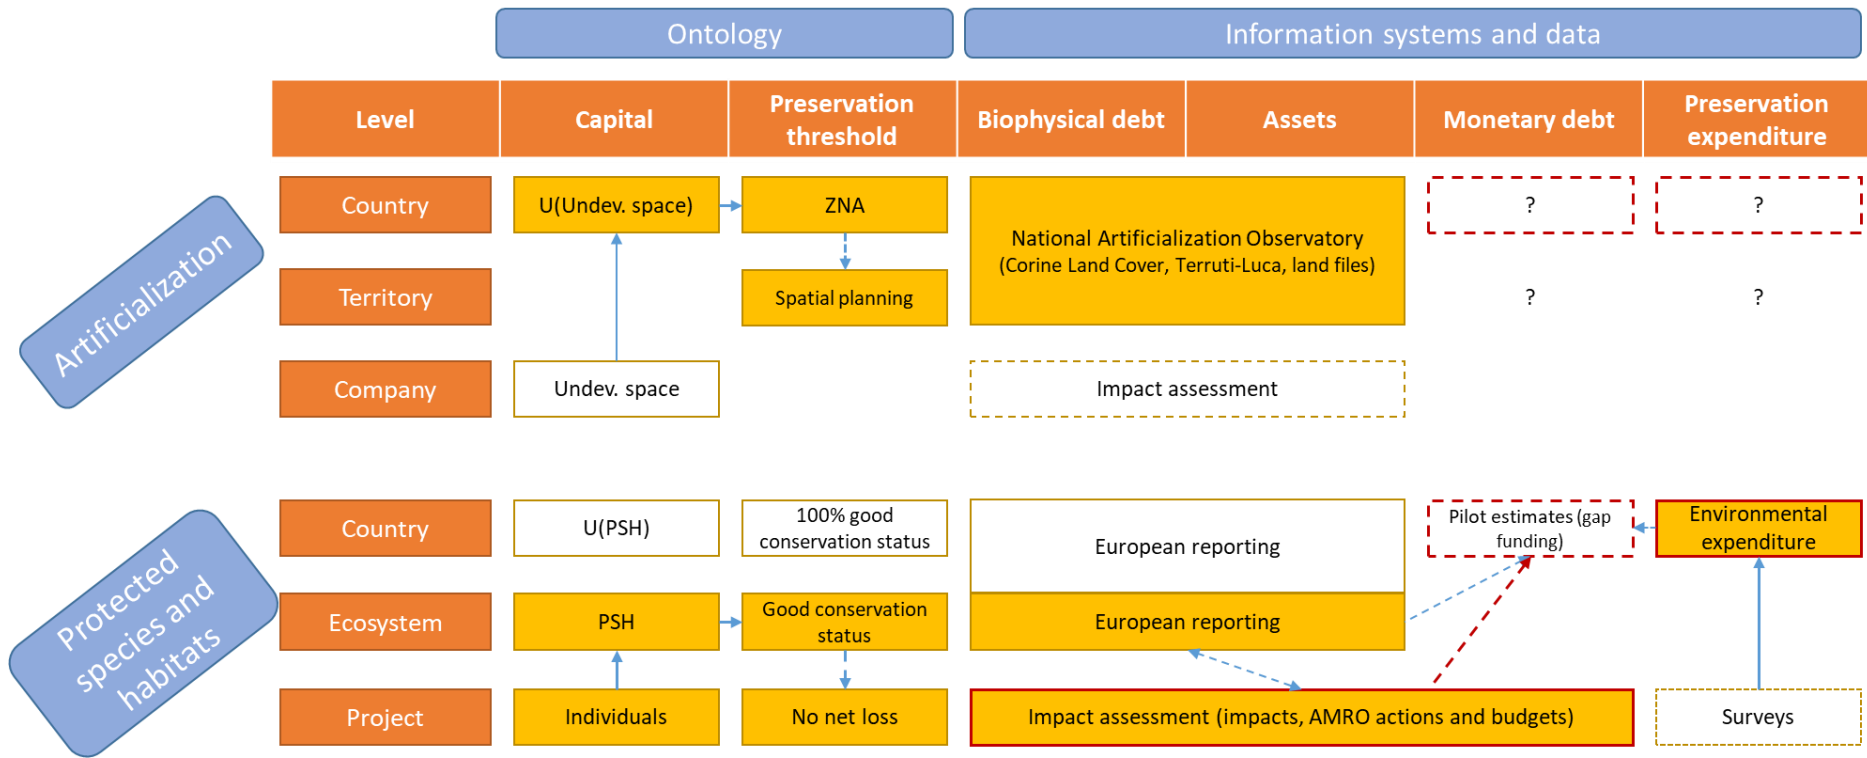 Ontology
Information systems and data
Level
Capital
Preservation
threshold
Biophysical debt
Assets
Monetary debt
Preservation
expenditure
Artificialization
Country
U(Undev. space)
ZNA
National Artificialization Observatory
(Corine Land Cover, Terruti-Luca, land files)
?
?
Territory
Spatial planning
?
?
Company
Undev. space
Impact assessment
Protected
species and
habitats
Country
U(PSH)
100% good
conservation status
European reporting
Pilot estimates (gap
funding)
Environmental
expenditure
Ecosystem
PSH
Good conservation
status
European reporting
Project
Individuals
No net loss
Impact assessment (impacts, AMRO actions and budgets)
Surveys